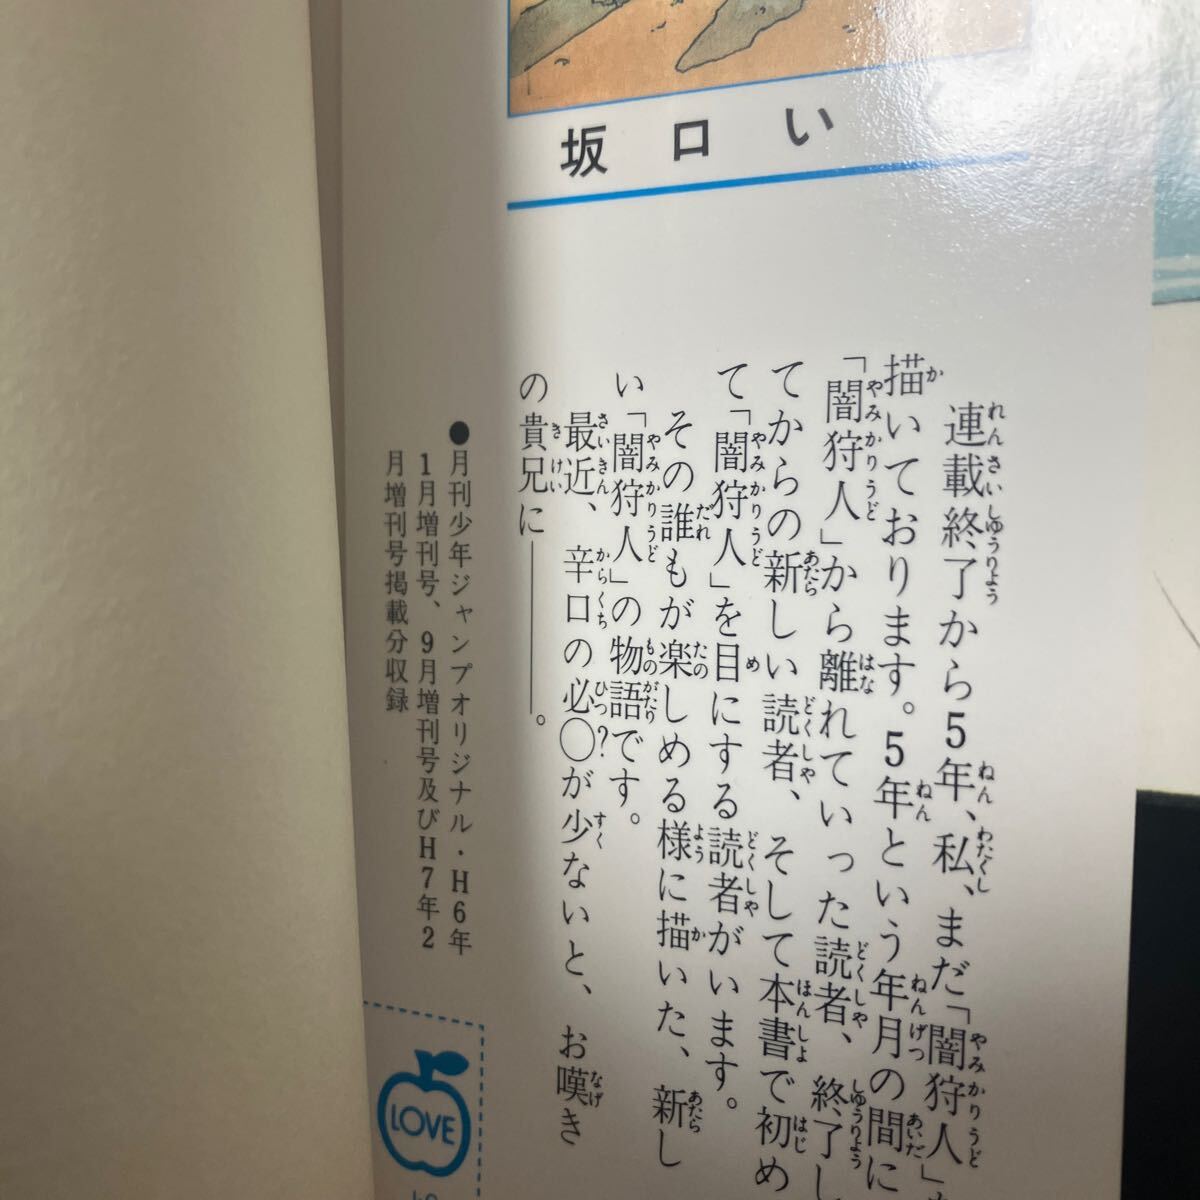 坂口い
連載終了から5年、私、まだ「闇狩人」
描いております。5年という年月の間に
「闇狩人」から離れていった読者、終了し
てからの新しい読者、そして本書で初め
て「闇狩人」を目にする読者がいます。
その誰もが楽しめる様に描いた、新し
い「闇狩人」の物語です。
最近、辛口の必○が少ないと、お嘆き
の貴兄に───。
●月刊少年ジャンプオリジナル・H6年
1月増刊号、9月増刊号及びH7年2
月増刊号掲載分収録
LOVE